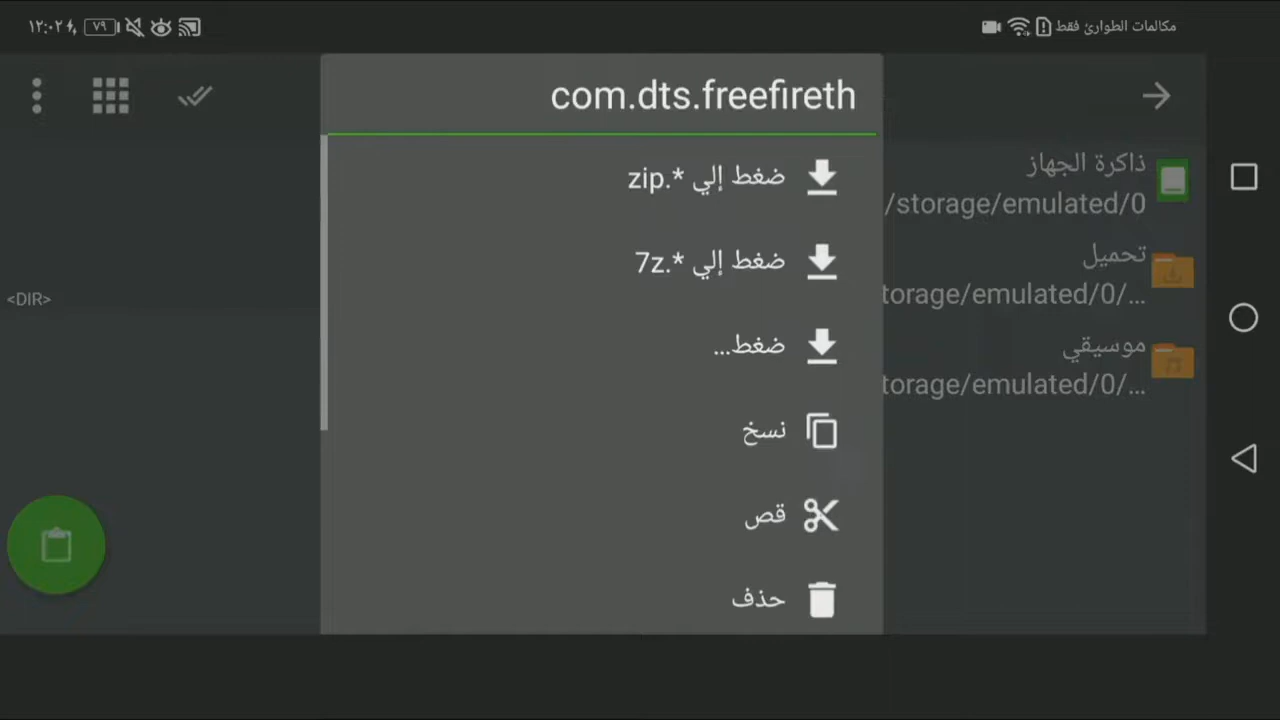 مكالمات الطوارئ فقط
٧٩
١٢:٠٢
com.dts.freefireth
ضغط إلي *.zip
ضغط إلي *.7z
ضغط...
نسخ
قص
حذف
ذاكرة الجهاز
/storage/emulated/0
تحميل
torage/emulated/0/...
موسيقي
torage/emulated/0/...
<DIR>